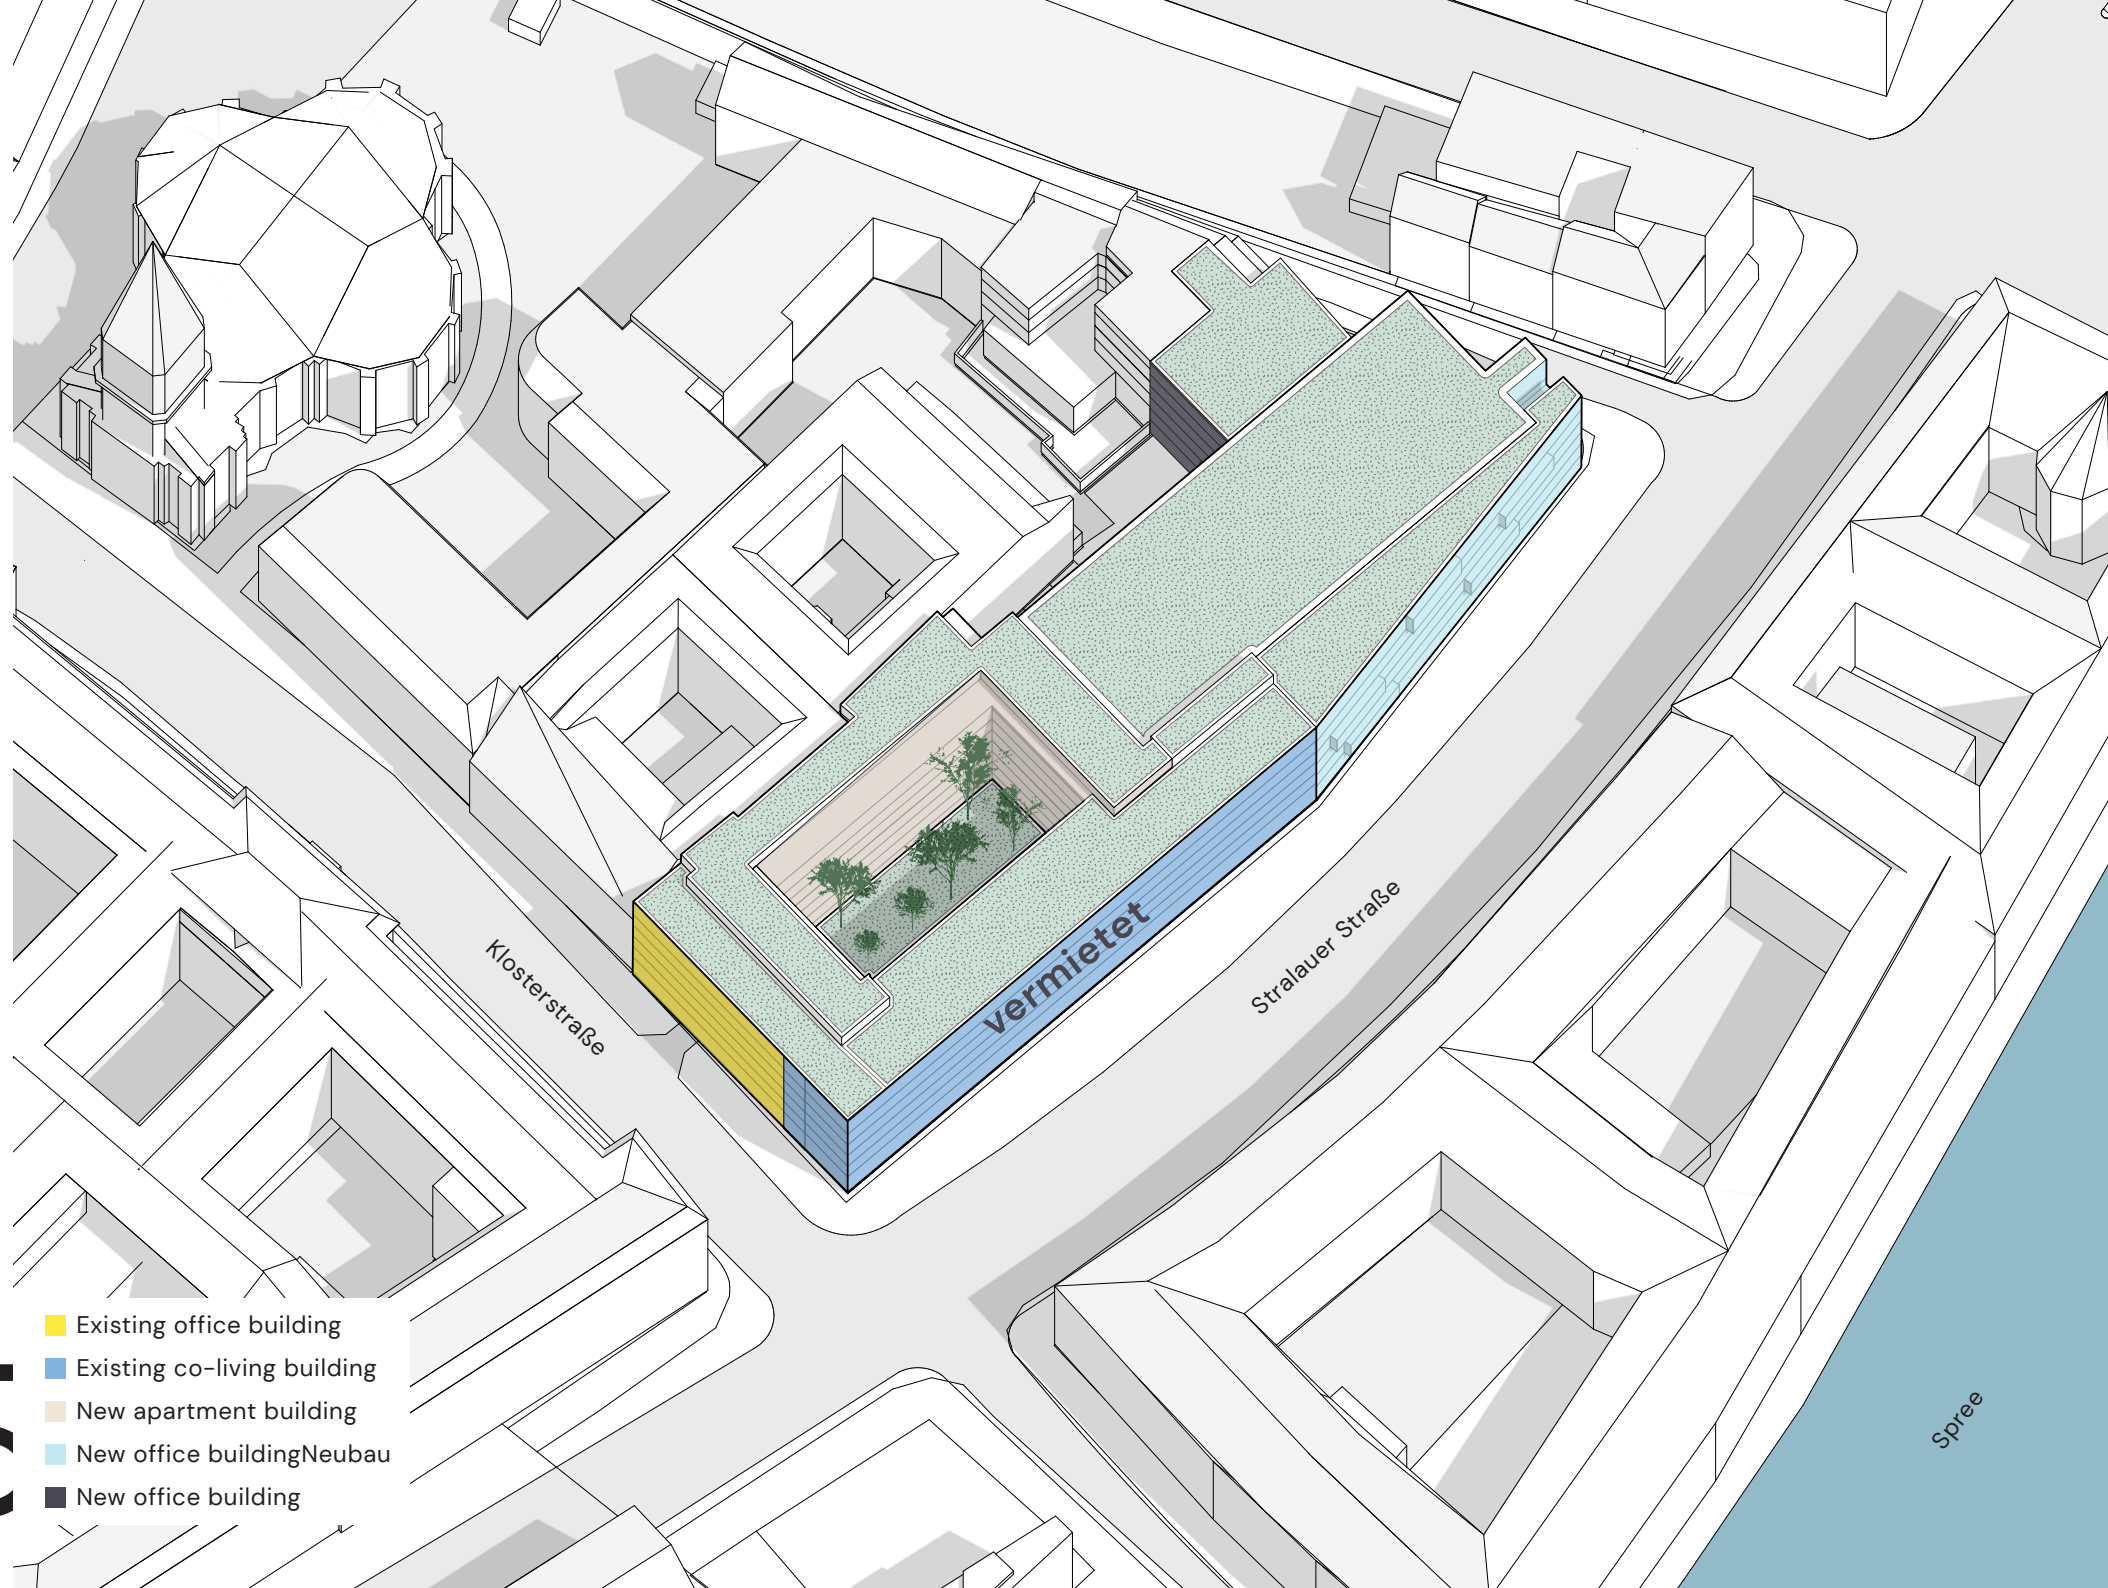 Klosterstraße
vermietet
Stralauer Straße
Spree
Existing office building
Existing co-living building
New apartment building
New office buildingNeubau
New office building